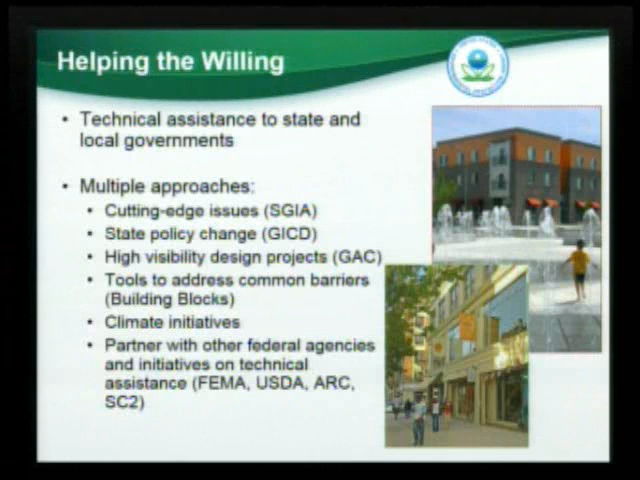 Helping the Willing
• Technical assistance to state and
local governments
• Multiple approaches:
• Cutting-edge issues (SGIA)
• State policy change (GICD)
• High visibility design projects (GAC)
• Tools to address common barriers
(Building Blocks)
• Climate initiatives
• Partner with other federal agencies
and initiatives on technical
assistance (FEMA, USDA, ARC,
SC2)